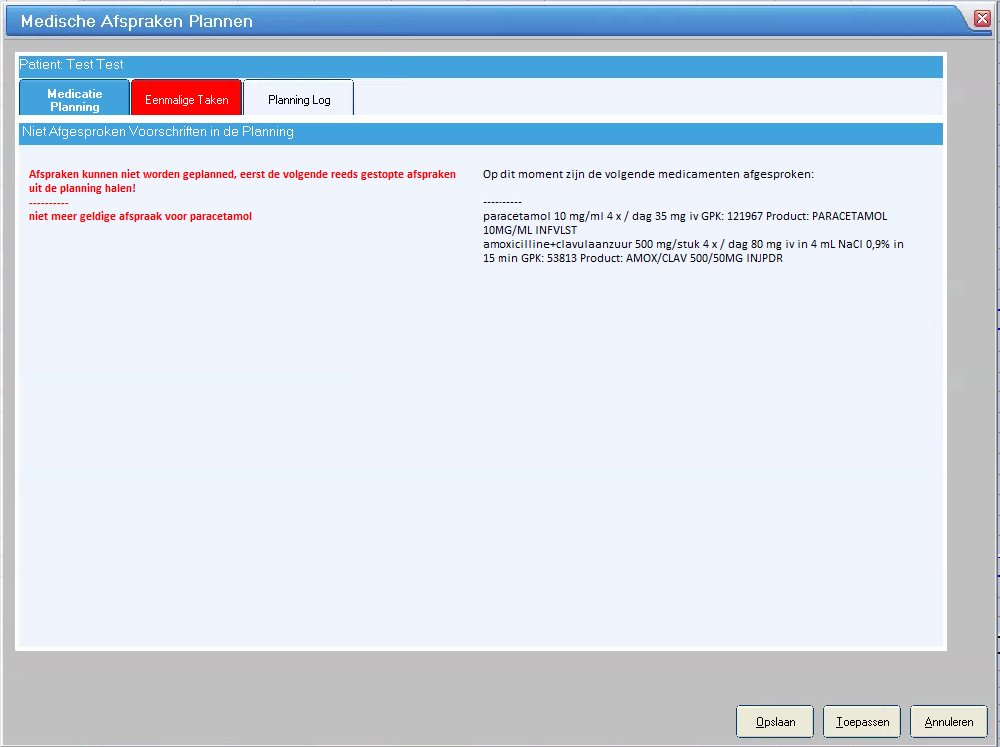 Medische Afspraken Plannen
Patient: Test Test
Medicatie
Planning
Eenmalige Taken
Planning Log
Niet Afgesproken Voorschriften in de Planning
Afspraken kunnen niet worden geplanned, eerst de volgende reeds gestopte afspraken
uit de planning halen!
----------
niet meer geldige afspraak voor paracetamol
Op dit moment zijn de volgende medicamenten afgesproken:
----------
paracetamol 10 mg/ml 4 x / dag 35 mg iv GPK: 121967 Product: PARACETAMOL
10MG/ML INFVLST
amoxicilline+clavulaanzuur 500 mg/stuk 4 x / dag 80 mg iv in 4 mL NaCl 0,9% in
15 min GPK: 53813 Product: AMOX/CLAV 500/50MG INJPDR
Opslaan
Toepassen
Annuleren